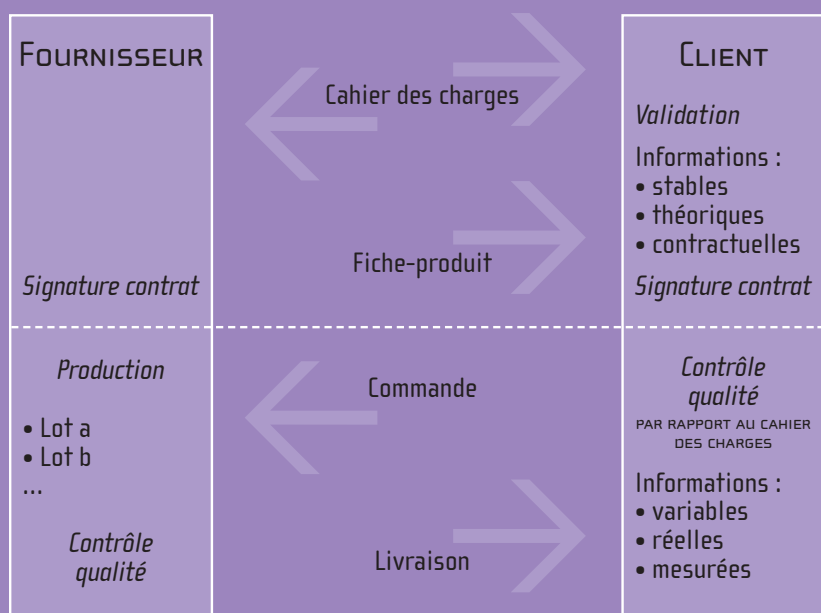 FOURNISSEUR
Signature contrat
Production
• Lot a
• Lot b
...
Contrôle
qualité
Cahier des charges
Fiche-produit
Commande
Livraison
CLIENT
Validation
Informations :
• stables
• théoriques
• contractuelles
Signature contrat
Contrôle
qualité
PAR RAPPORT AU CAHIER
DES CHARGES
Informations :
• variables
• réelles
• mesurées